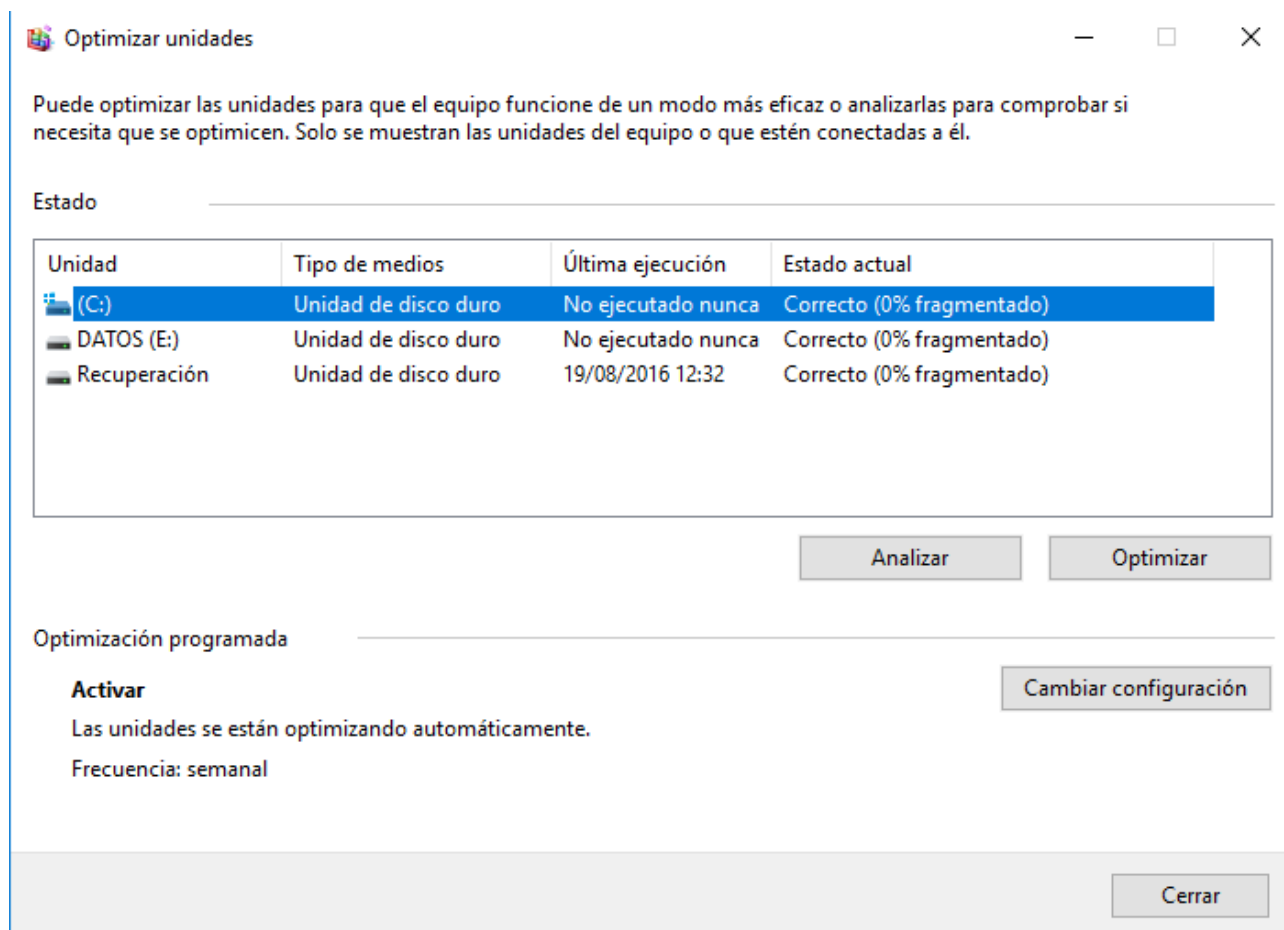 Optimizar unidades
Puede optimizar las unidades para que el equipo funcione de un modo más eficaz o analizarlas para comprobar si
necesita que se optimicen. Solo se muestran las unidades del equipo o que estén conectadas a él.
Estado
Unidad Tipo de medios Última ejecución Estado actual
(C:) Unidad de disco duro No ejecutado nunca Correcto (0% fragmentado)
DATOS (E:) Unidad de disco duro No ejecutado nunca Correcto (0% fragmentado)
Recuperación Unidad de disco duro 19/08/2016 12:32 Correcto (0% fragmentado)
Analizar Optimizar
Optimización programada
Activar Cambiar configuración
Las unidades se están optimizando automáticamente.
Frecuencia: semanal
Cerrar